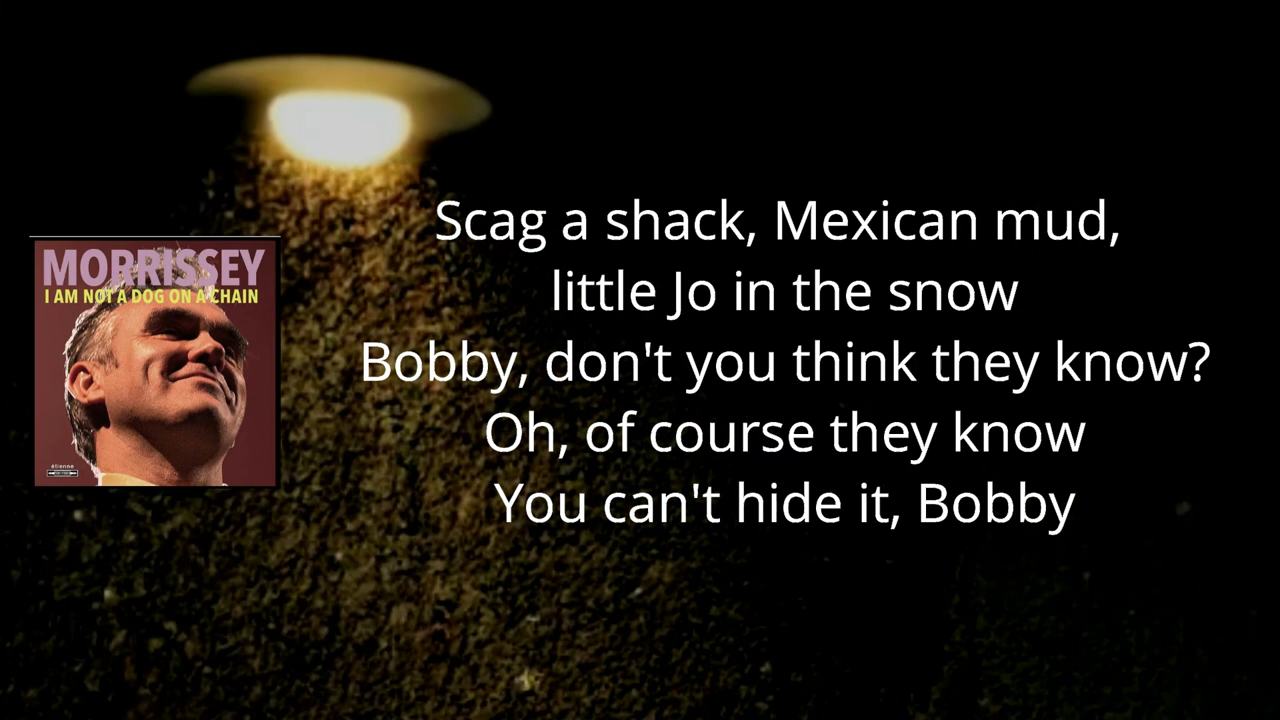 MORRISSEY
I AM NOT A DOG ON A CHAIN
étienne
Scag a shack, Mexican mud,
little Jo in the snow
Bobby, don't you think they know?
Oh, of course they know
You can't hide it, Bobby